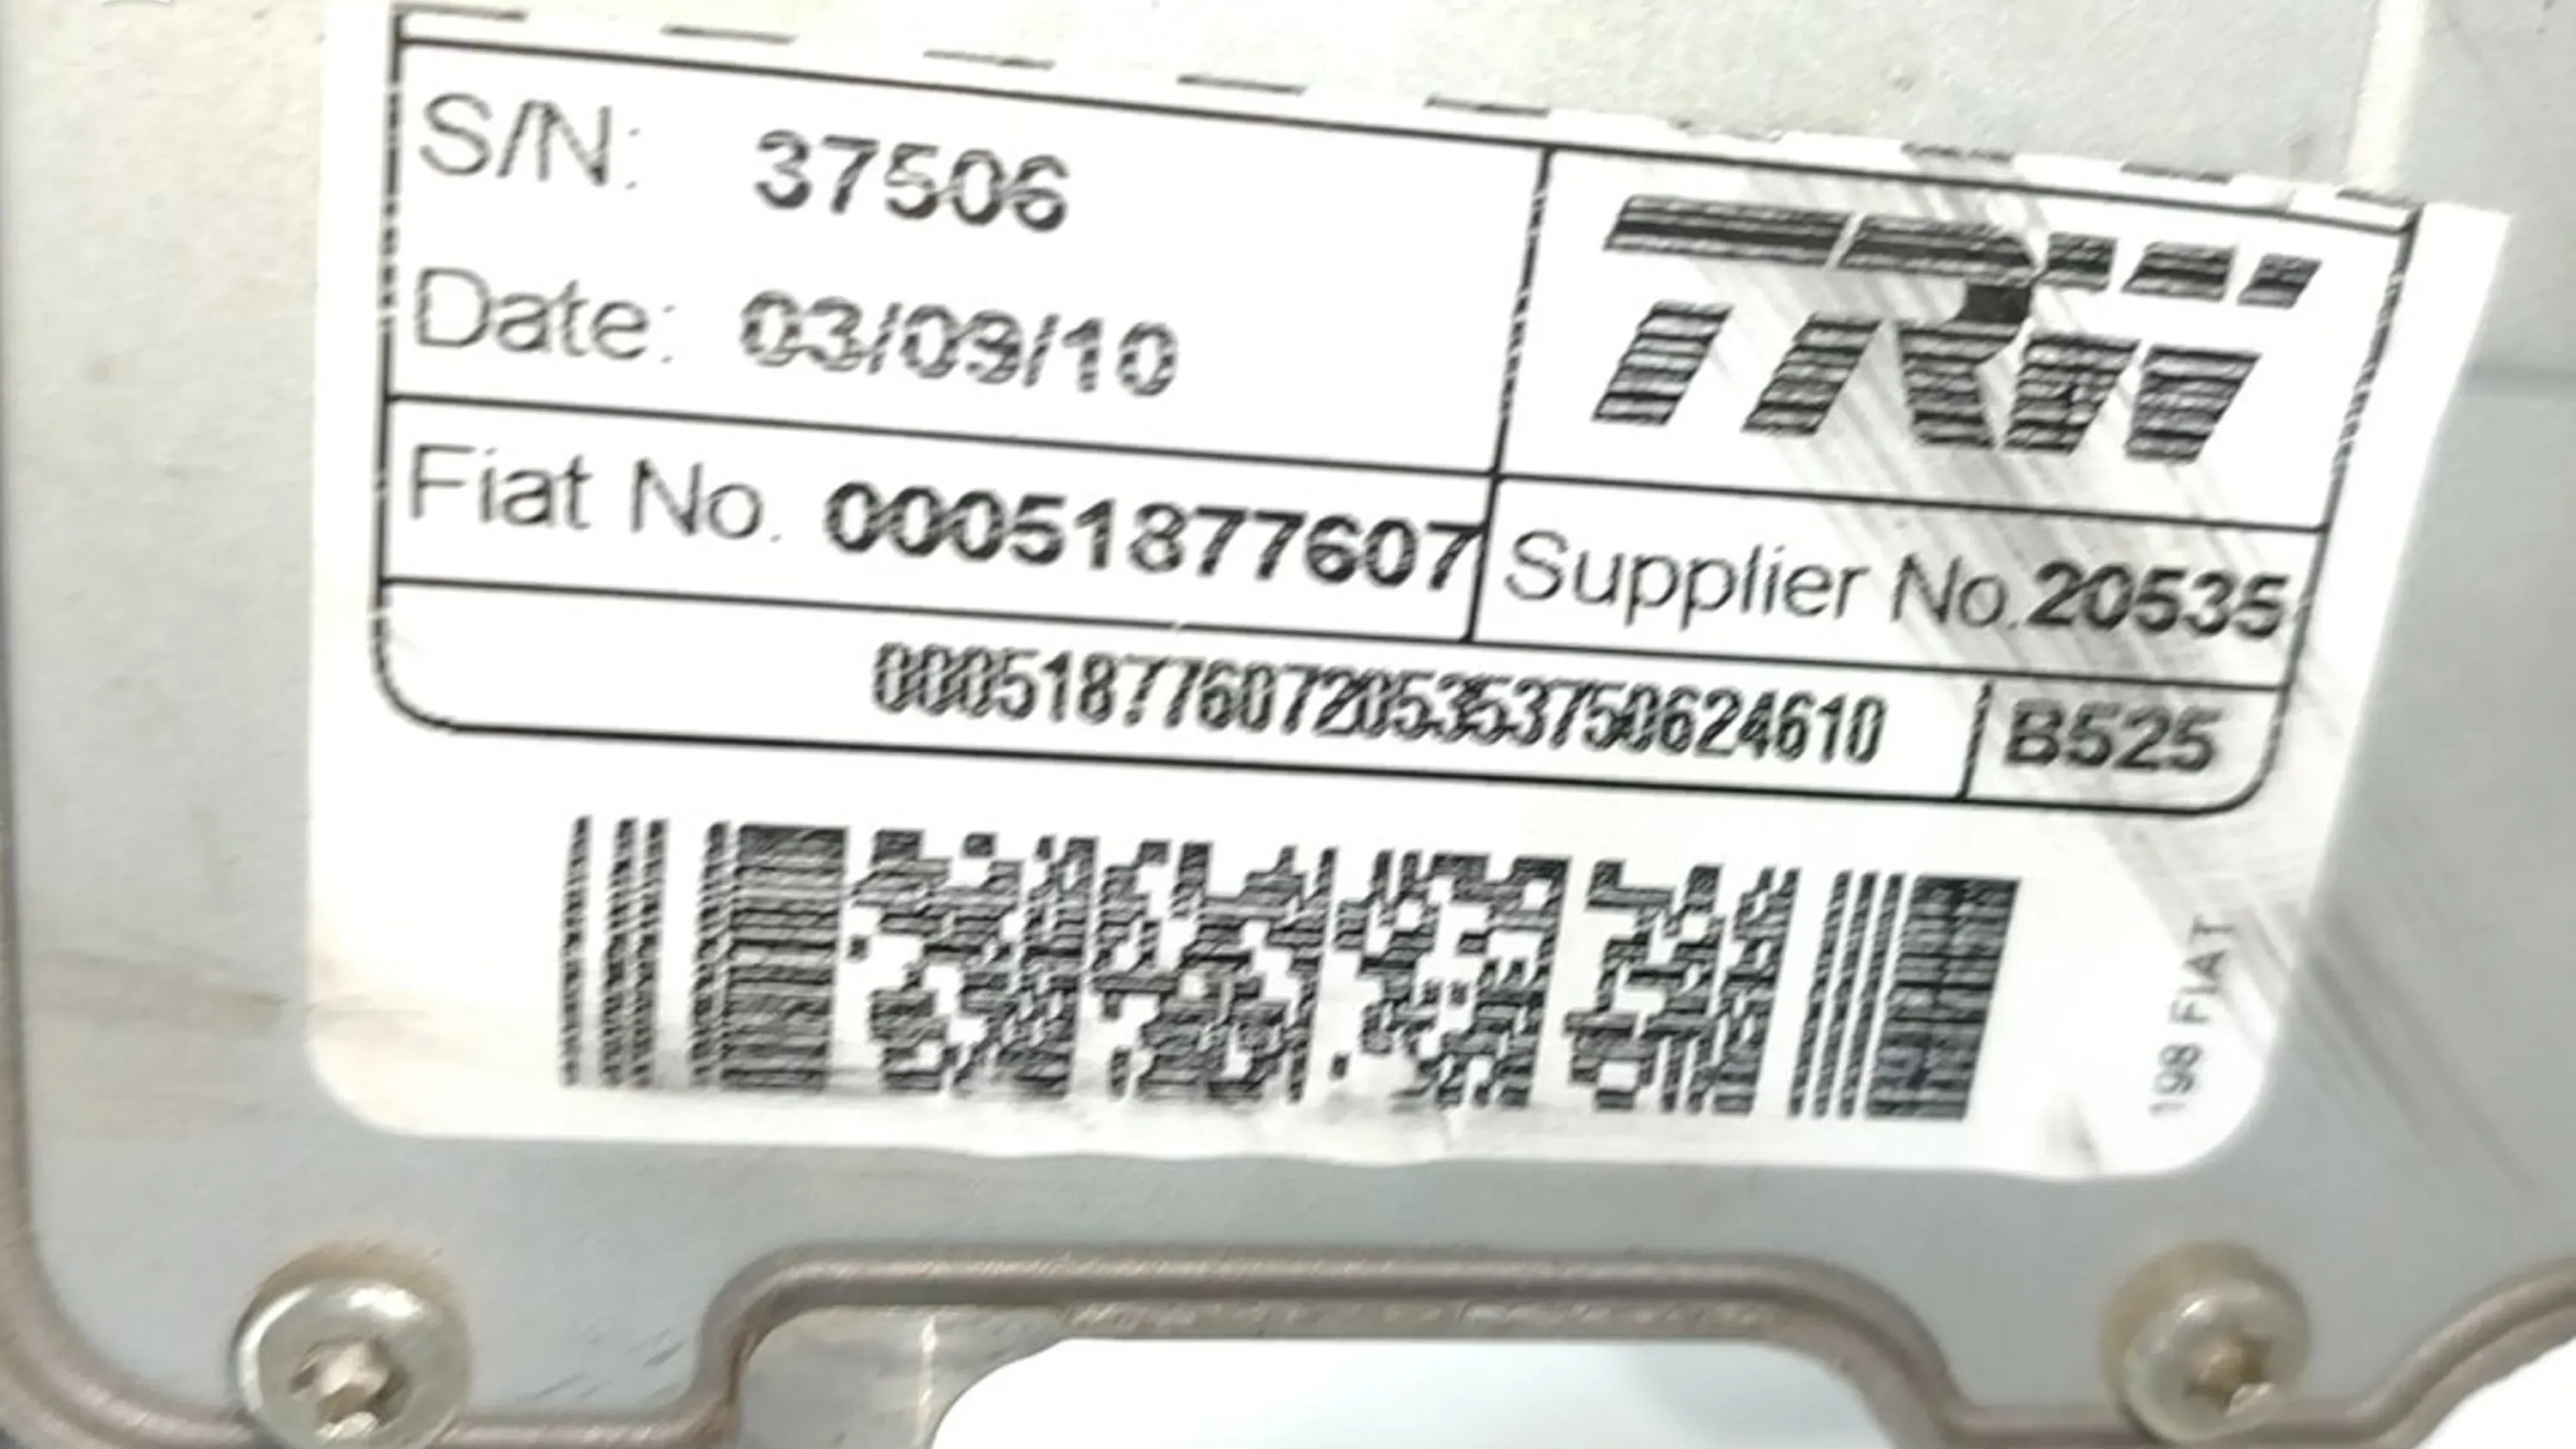 S/N: 37506
TRW
Date: 03/09/10
Fiat No. 00051877607
Supplier No. 20535
00051877607205353750624610
B525
198 FIAT